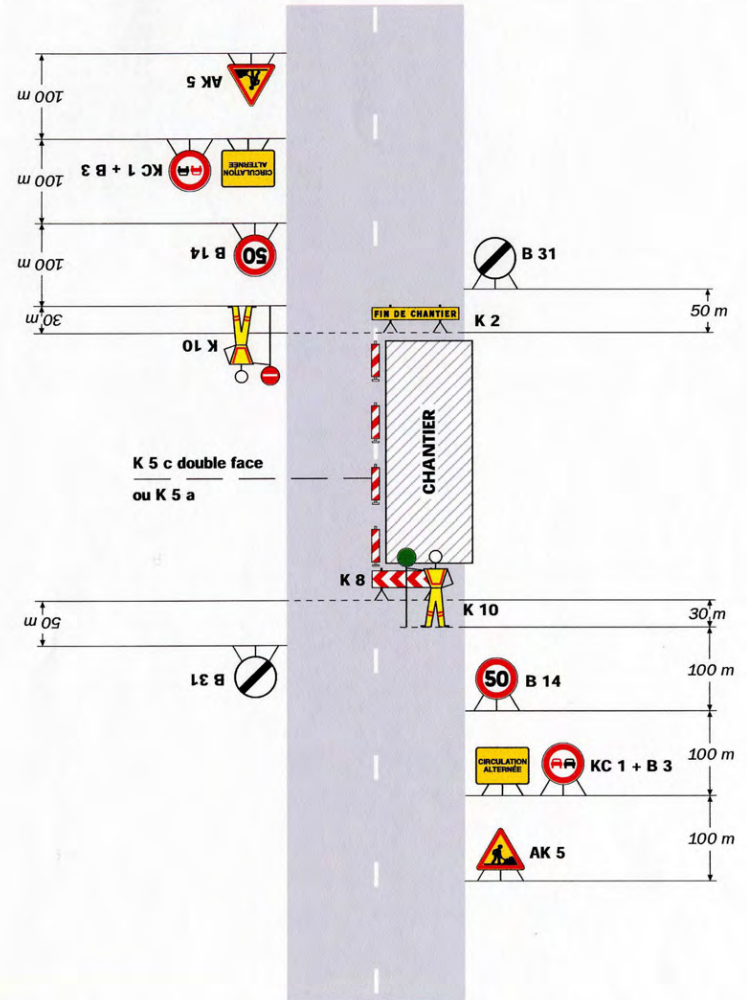 AK 5
100 m
KC 1 + B 3
CIRCULATION
ALTERNÉE
100 m
B 14
50
100 m
B 31
50 m
FIN DE CHANTIER
K 2
30 m
K 10
CHANTIER
K 5 c double face
ou K 5 a
K 8
K 10
50 m
30 m
B 31
100 m
50
B 14
CIRCULATION
ALTERNÉE
KC 1 + B 3
100 m
AK 5
100 m